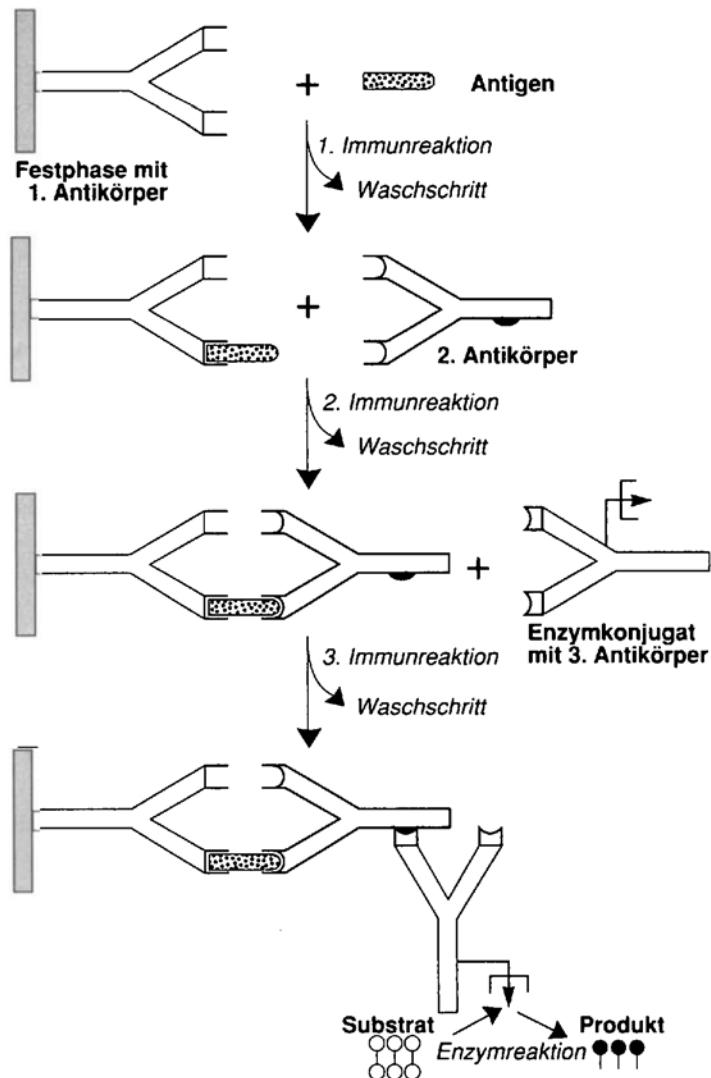 +
Antigen
Festphase mit
1. Antikörper
1. Immunreaktion
Waschschritt
+
2. Antikörper
2. Immunreaktion
Waschschritt
+
Enzymkonjugat
mit 3. Antikörper
3. Immunreaktion
Waschschritt
Substrat
Produkt
Enzymreaktion